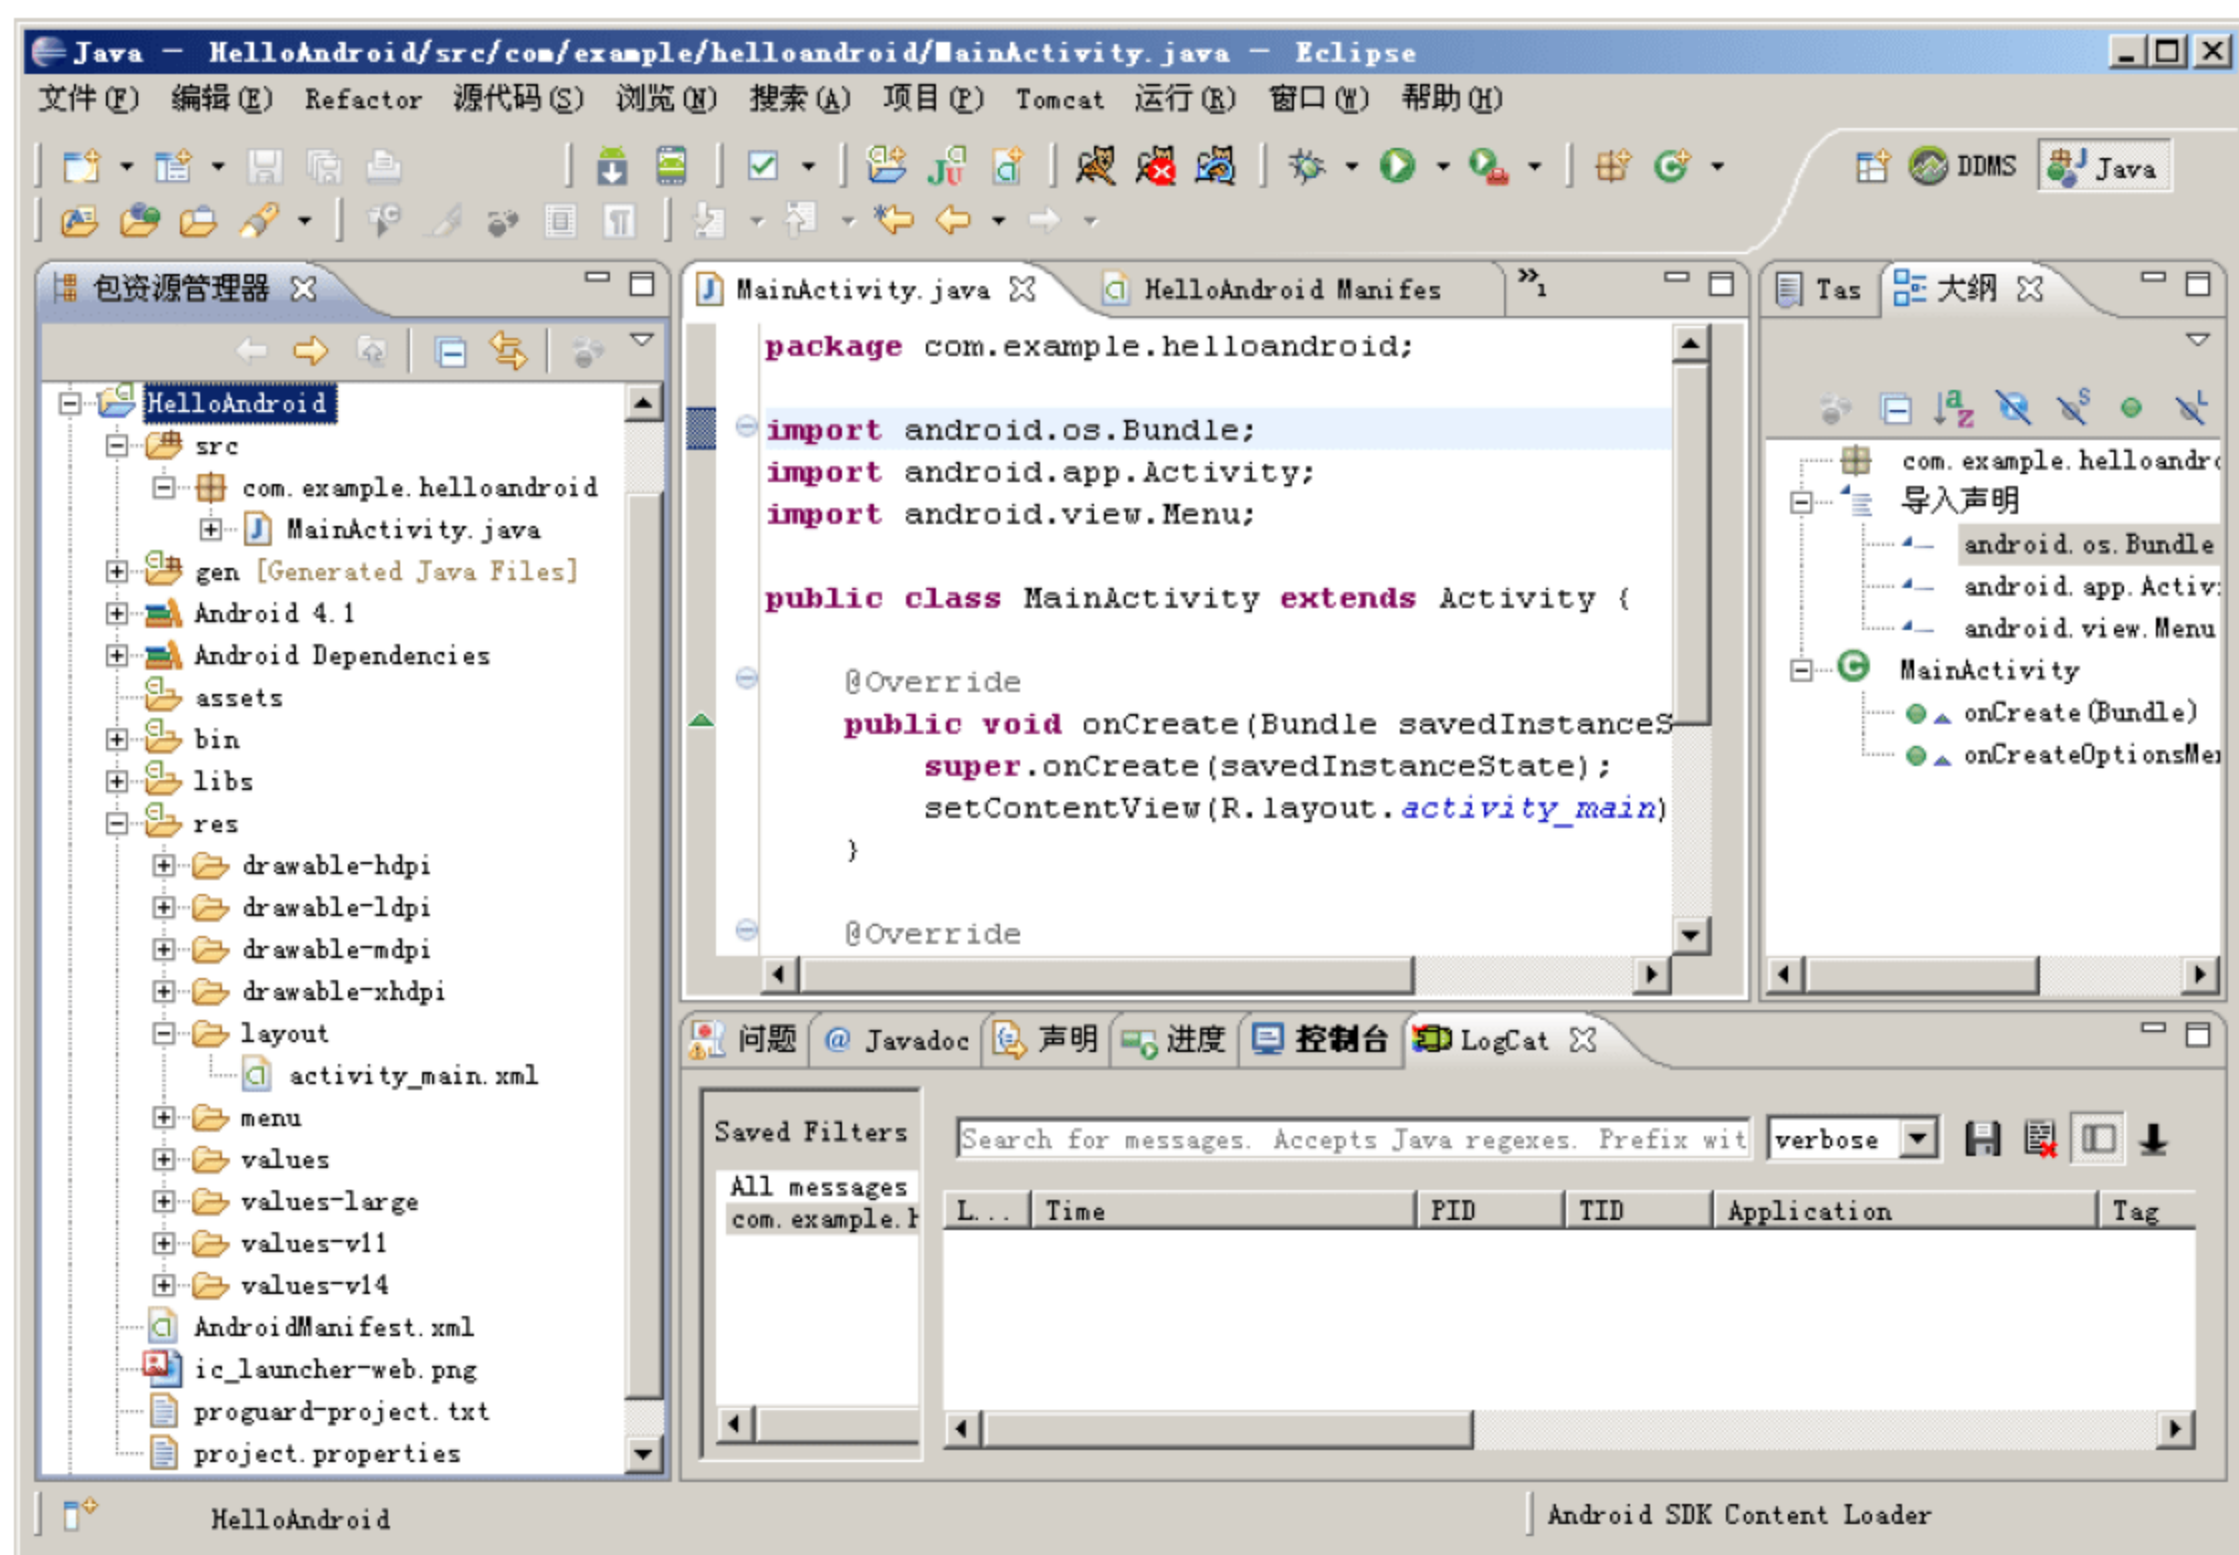 Java － HelloAndroid/src/com/example/helloandroid/MainActivity.java － Eclipse
文件(F) 编辑(E) Refactor 源代码(S) 浏览(N) 搜索(A) 项目(P) Tomcat 运行(R) 窗口(W) 帮助(H)
DDMS Java
包资源管理器
HelloAndroid
src
com.example.helloandroid
MainActivity.java
gen [Generated Java Files]
Android 4.1
Android Dependencies
assets
bin
libs
res
drawable-hdpi
drawable-ldpi
drawable-mdpi
drawable-xhdpi
layout
activity_main.xml
menu
values
values-large
values-v11
values-v14
AndroidManifest.xml
ic_launcher-web.png
proguard-project.txt
project.properties
MainActivity.java HelloAndroid Manifes »1
package com.example.helloandroid;
import android.os.Bundle;
import android.app.Activity;
import android.view.Menu;
public class MainActivity extends Activity {
@Override
public void onCreate(Bundle savedInstanceS
super.onCreate(savedInstanceState);
setContentView(R.layout.activity_main)
}
@Override
Tas 大纲
com.example.helloandr
导入声明
android.os.Bundle
android.app.Activ
android.view.Menu
MainActivity
onCreate(Bundle)
onCreateOptionsMe
问题 @ Javadoc 声明 进度 控制台 LogCat
Saved Filters
All messages
com.example.h
Search for messages. Accepts Java regexes. Prefix wit verbose
L... Time PID TID Application Tag
HelloAndroid
Android SDK Content Loader